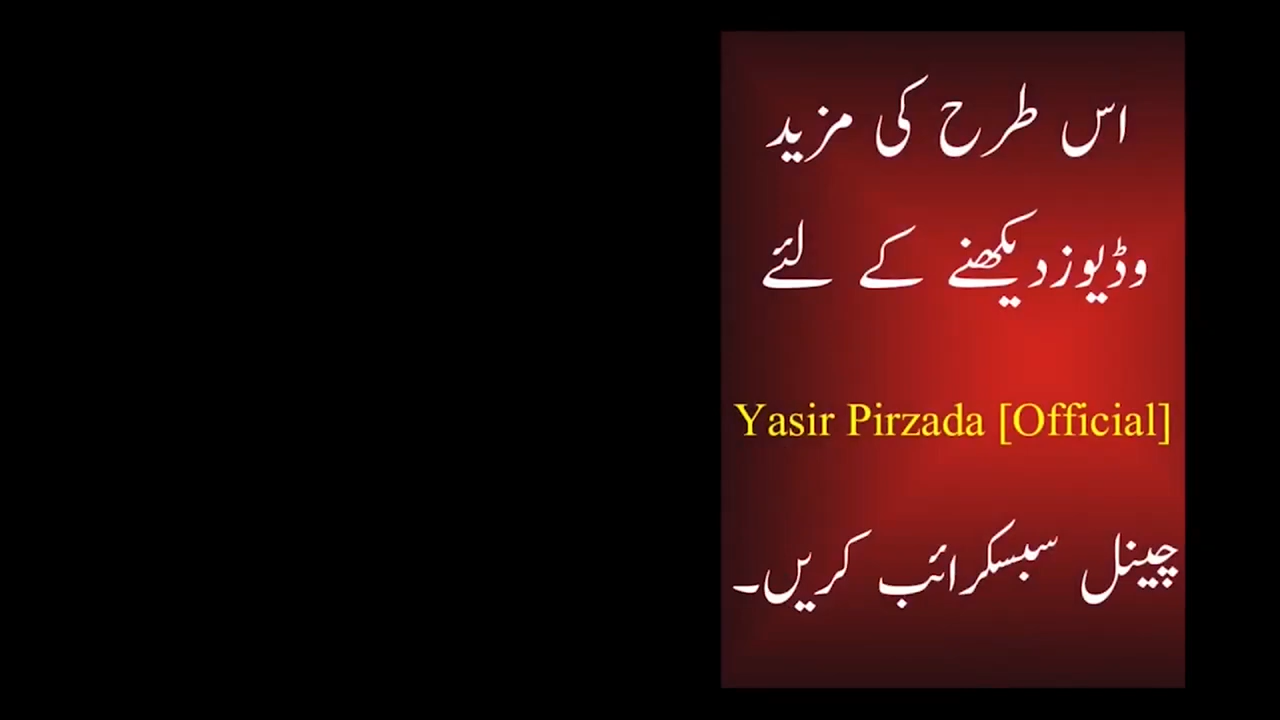 اس طرح کی مزید
وڈیوز دیکھنے کے لئے
Yasir Pirzada [Official]
چینل سبسکرائب کریں۔